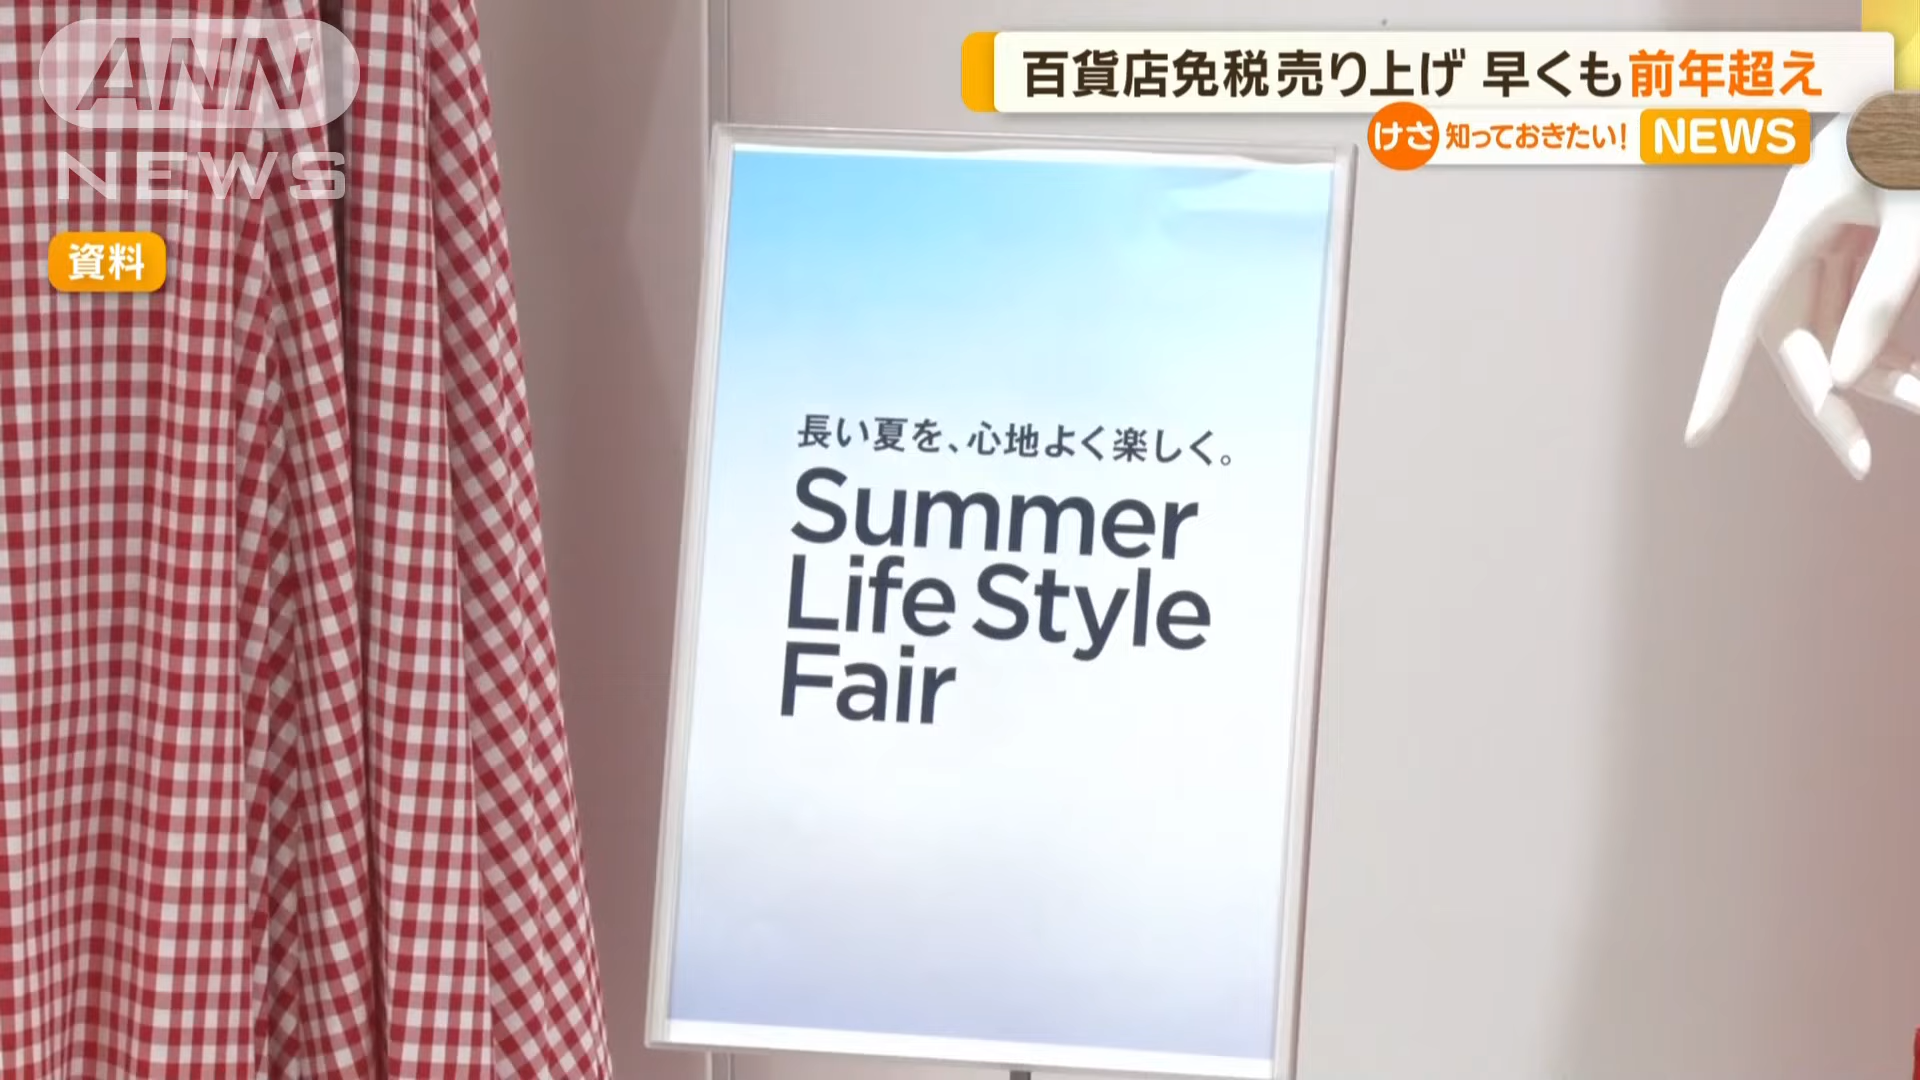 ANN
NEWS
百貨店免税売り上げ 早くも前年超え
けさ 知っておきたい! NEWS
資料
長い夏を、心地よく楽しく。
Summer
Life Style
Fair